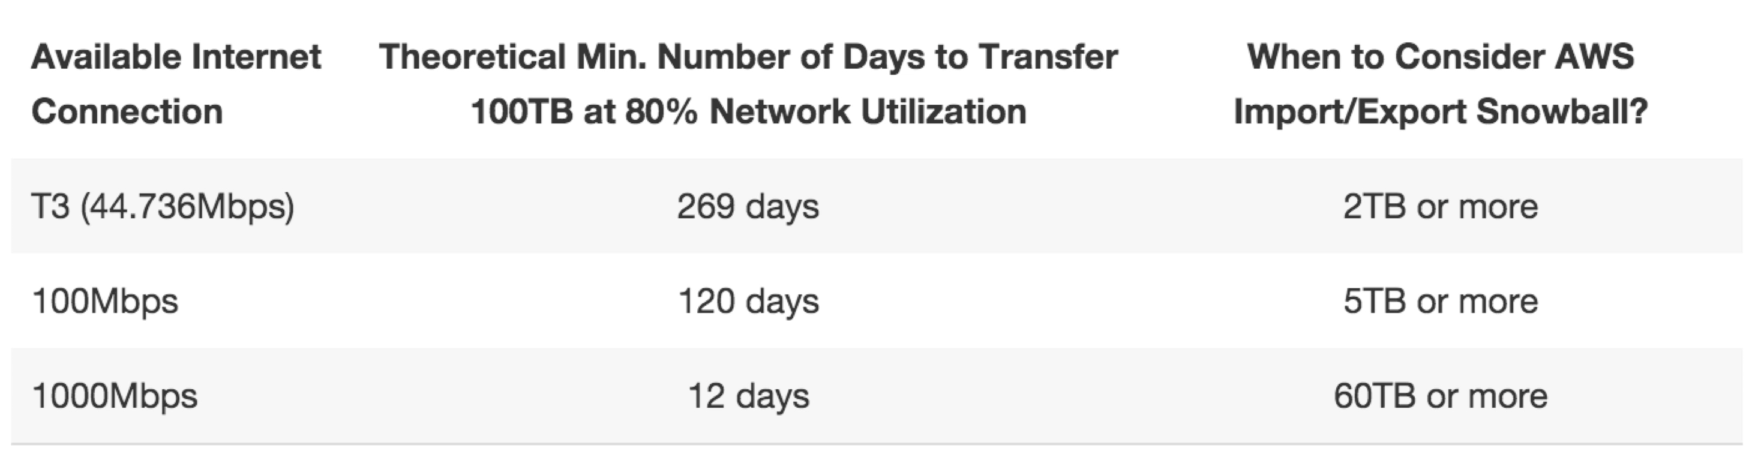 Available Internet Connection
Theoretical Min. Number of Days to Transfer 100TB at 80% Network Utilization
When to Consider AWS Import/Export Snowball?
T3 (44.736Mbps) 269 days 2TB or more
100Mbps 120 days 5TB or more
1000Mbps 12 days 60TB or more